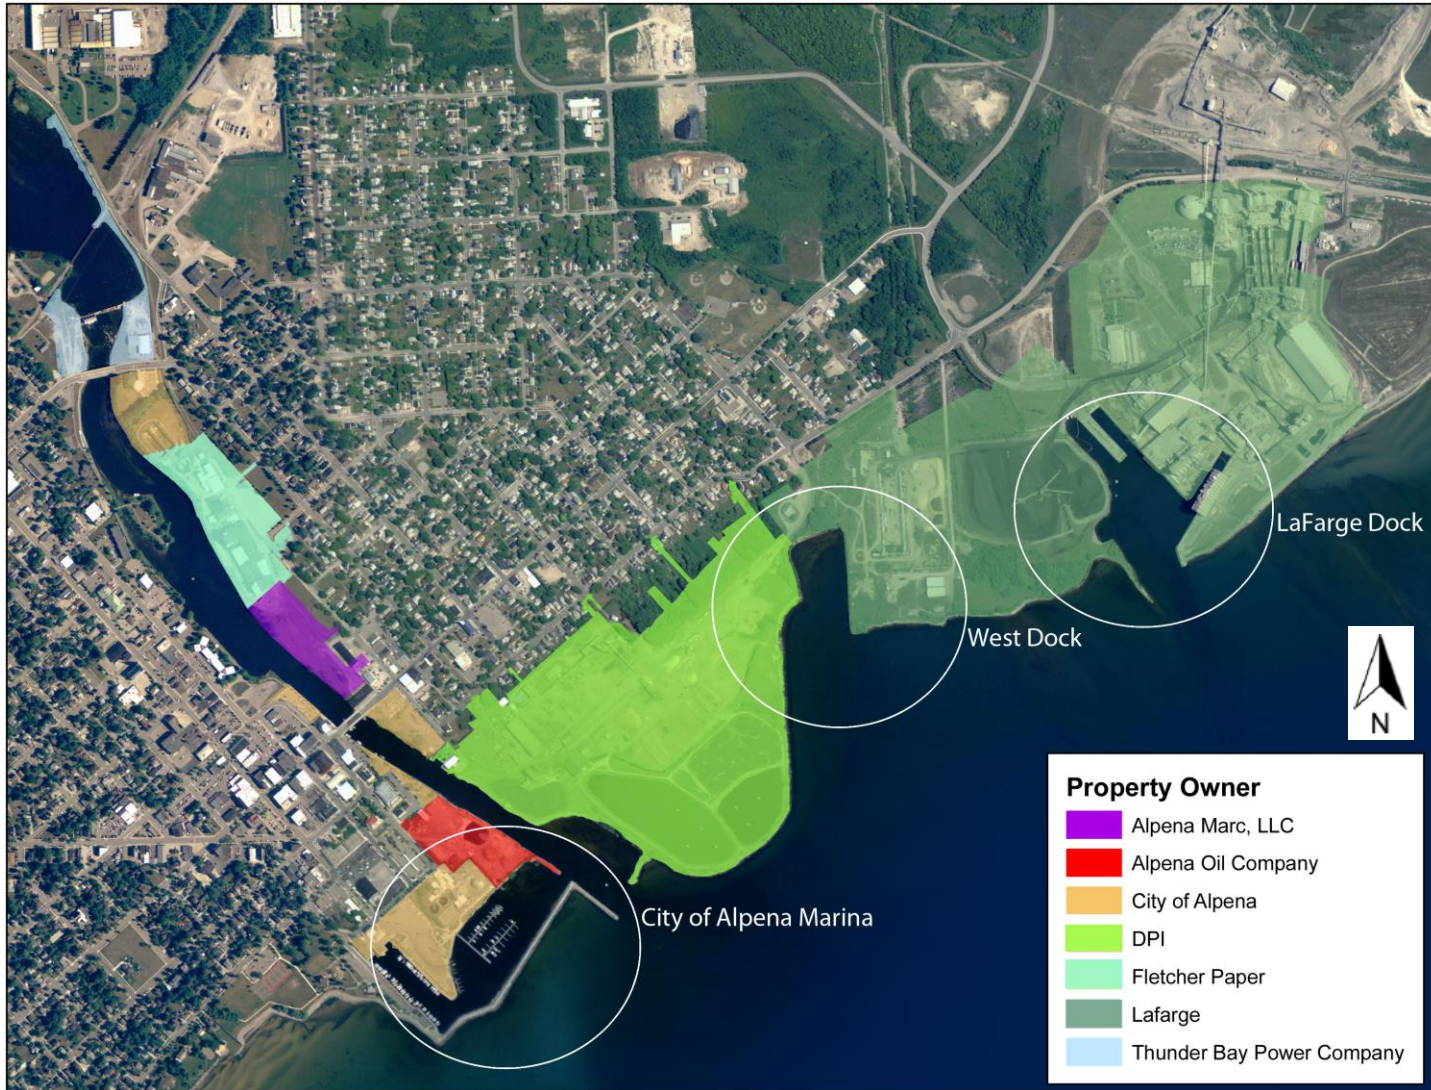 LaFarge Dock
West Dock
N
City of Alpena Marina
Property Owner
Alpena Marc, LLC
Alpena Oil Company
City of Alpena
DPI
Fletcher Paper
Lafarge
Thunder Bay Power Company